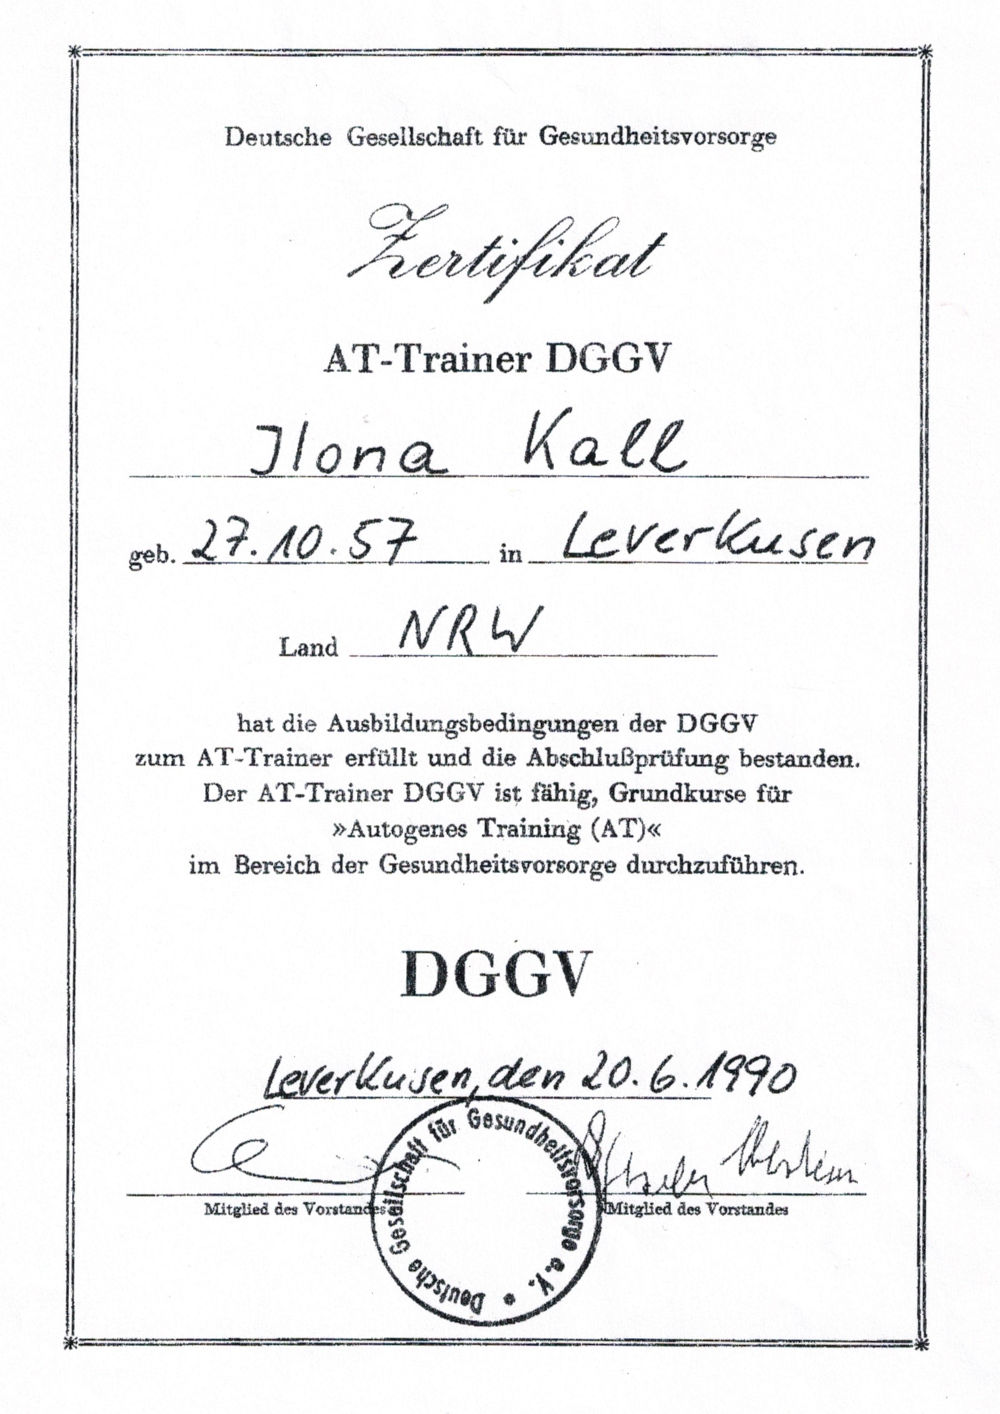 Deutsche Gesellschaft für Gesundheitsvorsorge
Zertifikat
AT-Trainer DGGV
Ilona Kall
geb. 27.10.57 in Leverkusen
Land NRW
hat die Ausbildungsbedingungen der DGGV
zum AT-Trainer erfüllt und die Abschlußprüfung bestanden.
Der AT-Trainer DGGV ist fähig, Grundkurse für
»Autogenes Training (AT)«
im Bereich der Gesundheitsvorsorge durchzuführen.
DGGV
Leverkusen, den 20.6.1990
Mitglied des Vorstandes Mitglied des Vorstandes
Deutsche Gesellschaft für Gesundheitsvorsorge e.V.